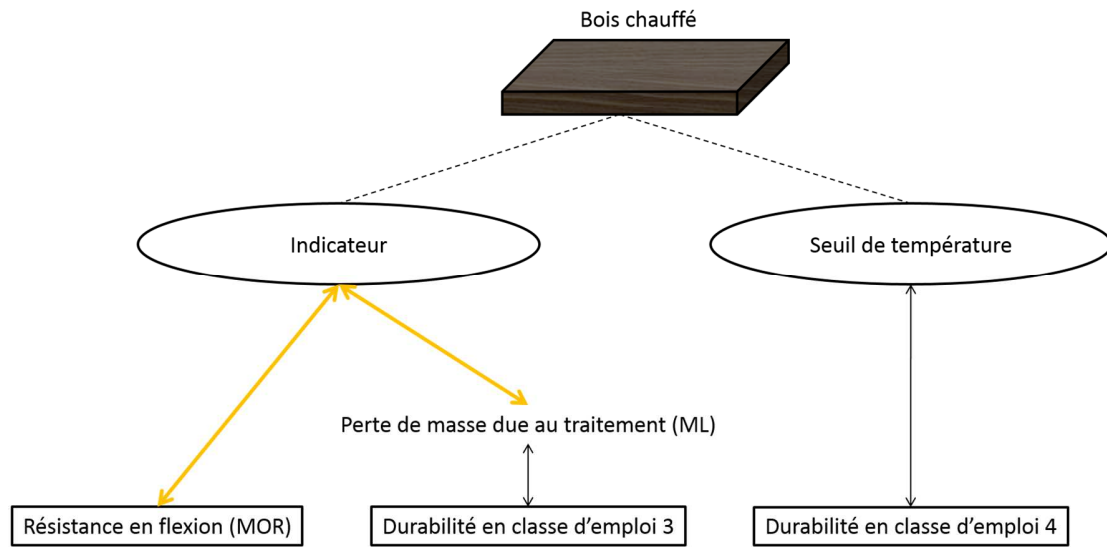 Bois chauffé
Indicateur
Seuil de température
Perte de masse due au traitement (ML)
Résistance en flexion (MOR)
Durabilité en classe d’emploi 3
Durabilité en classe d’emploi 4